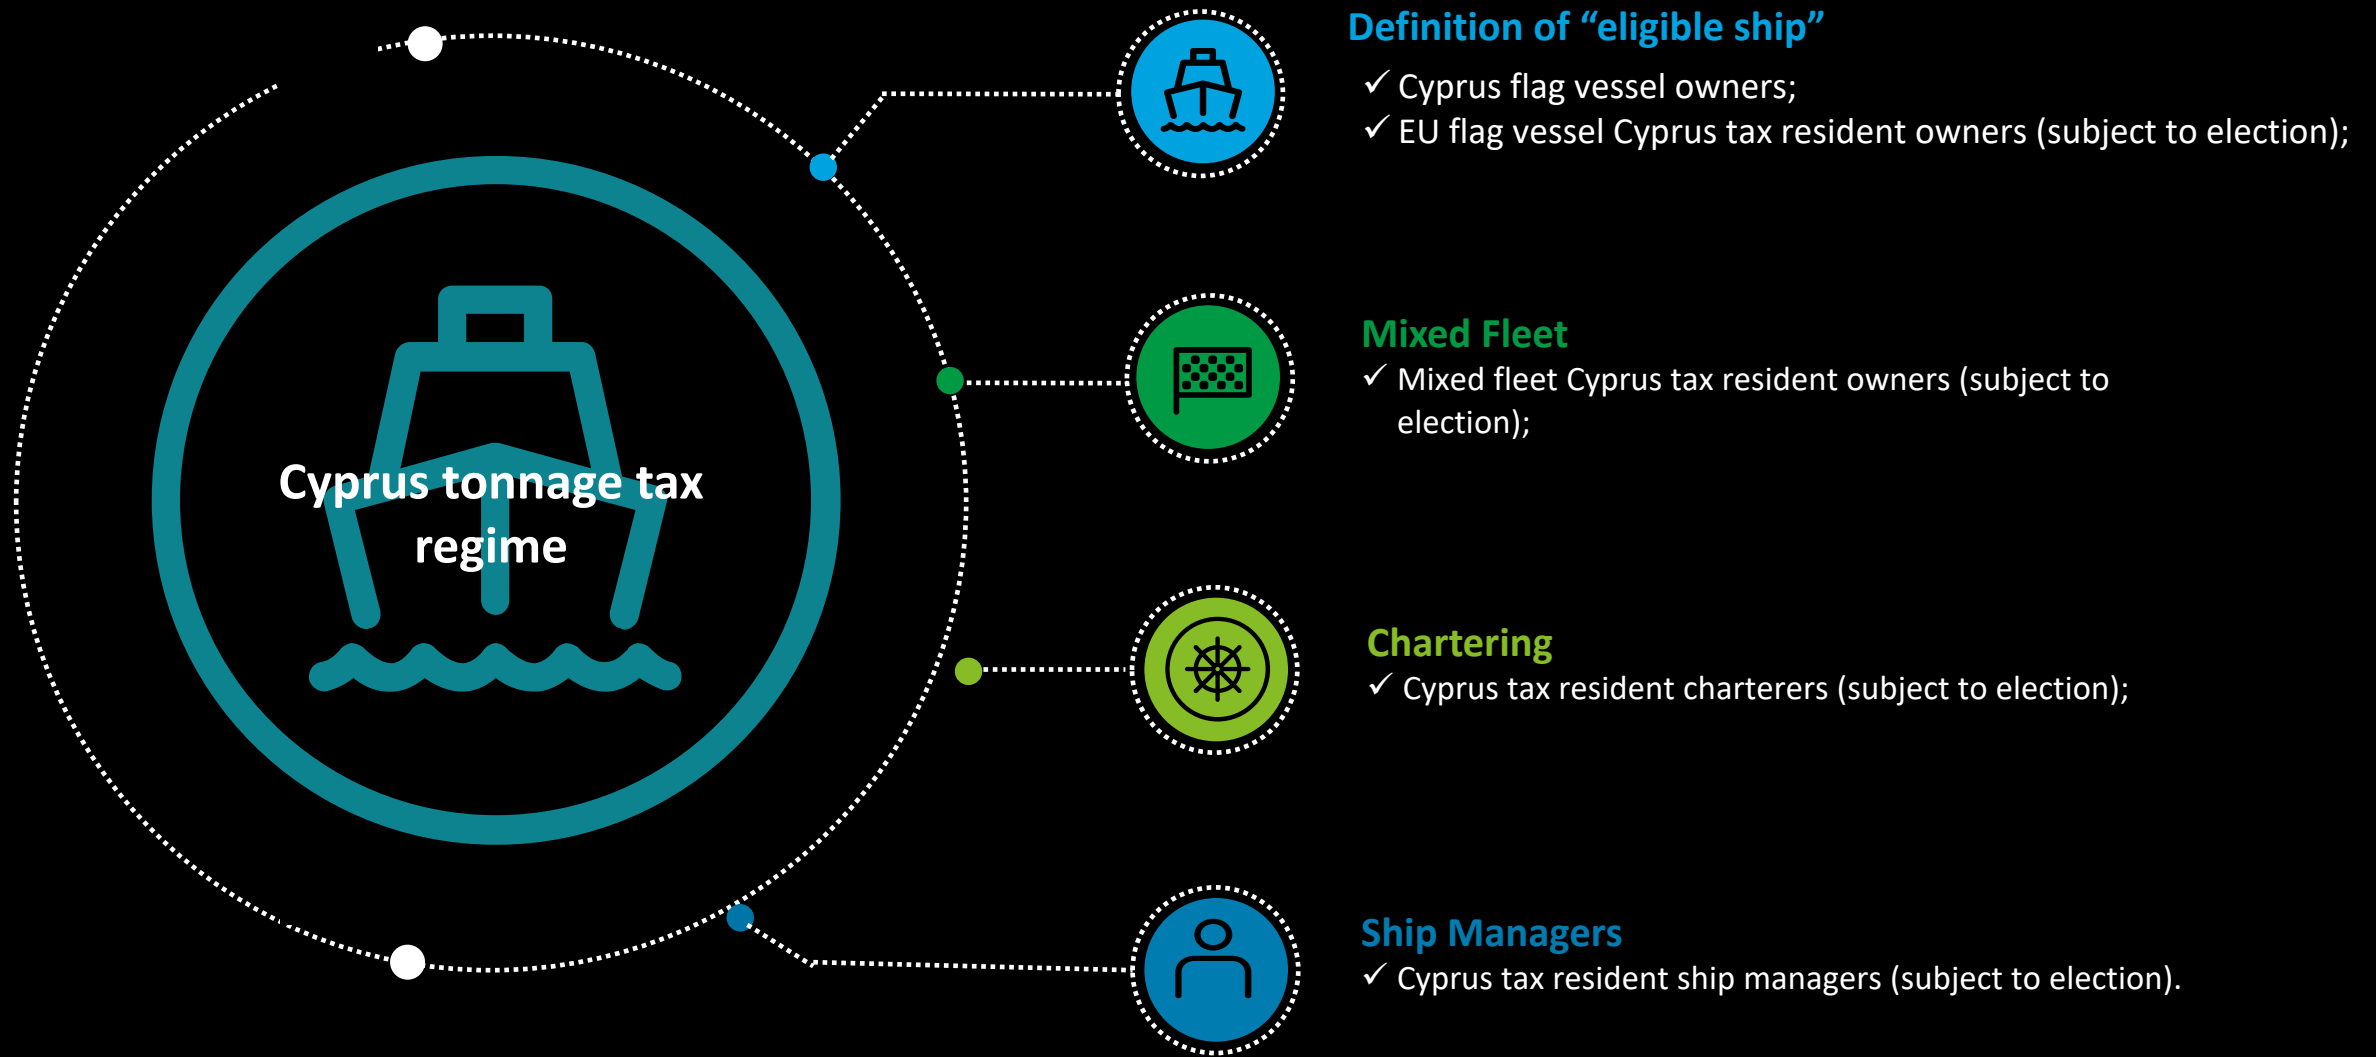 Cyprus tonnage tax
regime
Definition of “eligible ship”
✓ Cyprus flag vessel owners;
✓ EU flag vessel Cyprus tax resident owners (subject to election);
Mixed Fleet
✓ Mixed fleet Cyprus tax resident owners (subject to
election);
Chartering
✓ Cyprus tax resident charterers (subject to election);
Ship Managers
✓ Cyprus tax resident ship managers (subject to election).